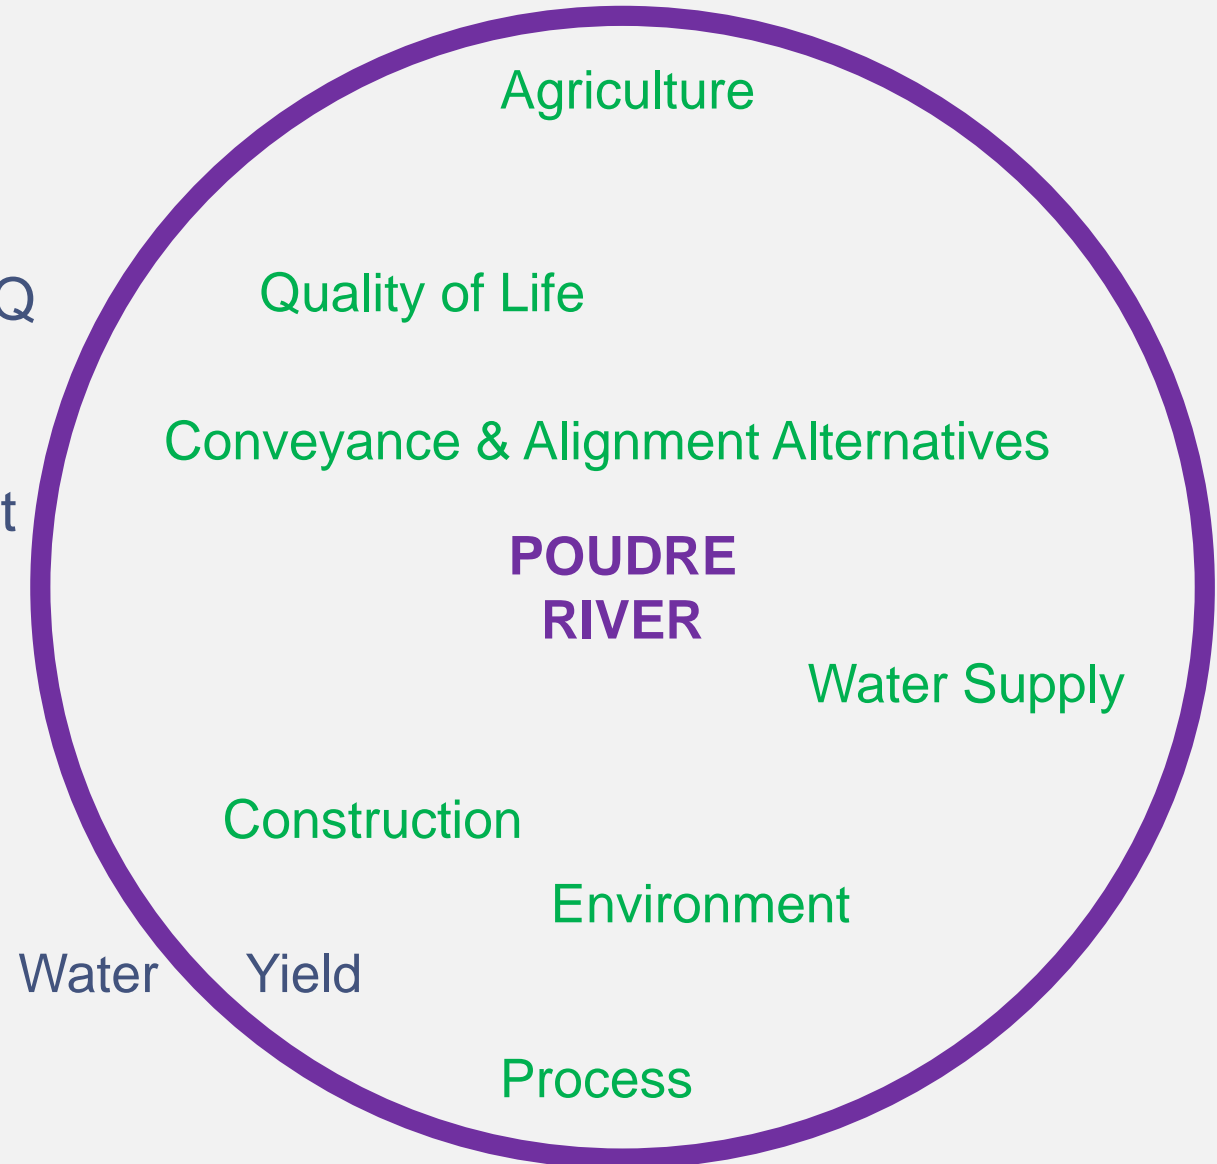 Agriculture
Q
Quality of Life
Conveyance & Alignment Alternatives
t
POUDRE
RIVER
Water Supply
Construction
Environment
Water Yield
Process